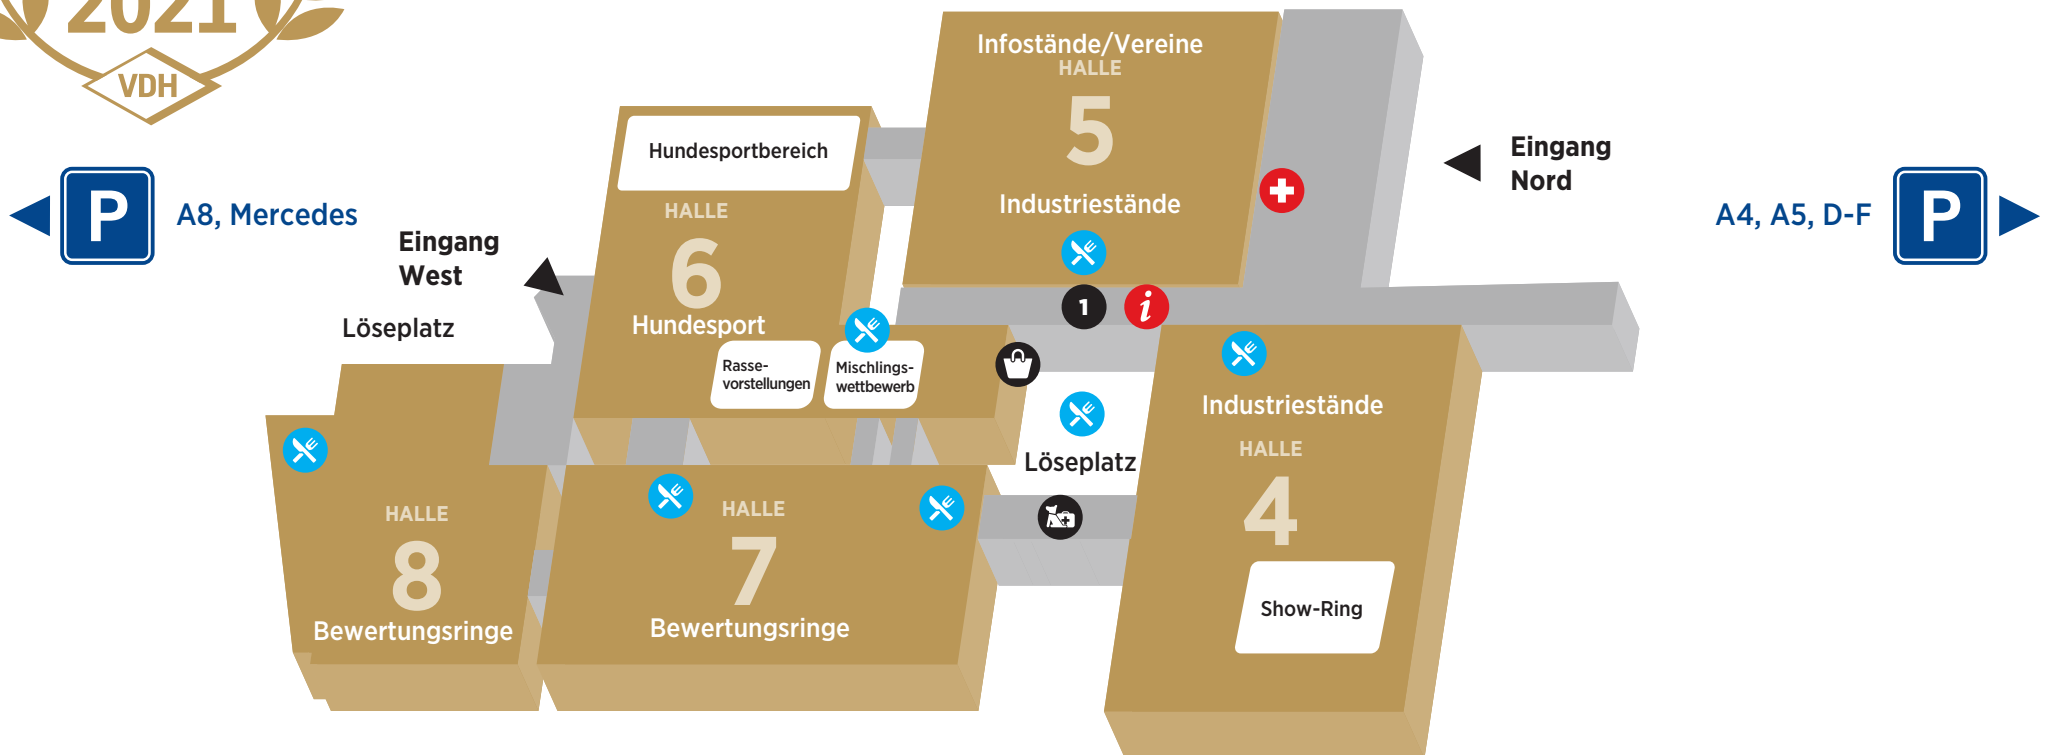 2021
VDH
P
A8, Mercedes
Eingang
West
Löseplatz
Hundesportbereich
HALLE
6
Hundesport
Rasse-
vorstellungen
Mischlings-
wettbewerb
Infostände/Vereine
HALLE
5
Industriestände
1
i
Eingang
Nord
A4, A5, D-F
P
Industriestände
HALLE
4
Show-Ring
Löseplatz
HALLE
7
Bewertungsringe
HALLE
8
Bewertungsringe